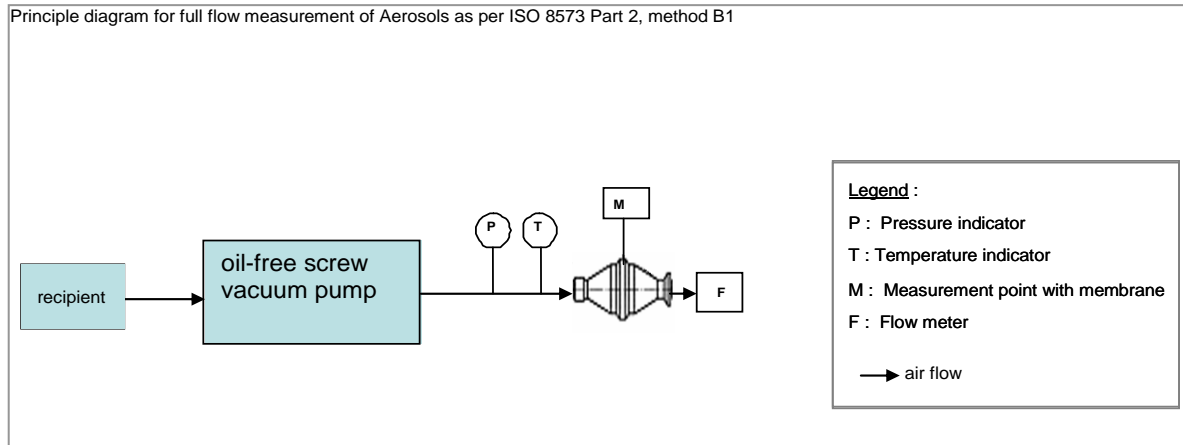 Principle diagram for full flow measurement of Aerosols as per ISO 8573 Part 2, method B1
recipient
oil-free screw
vacuum pump
P
T
M
F
Legend :
P : Pressure indicator
T : Temperature indicator
M : Measurement point with membrane
F : Flow meter
air flow